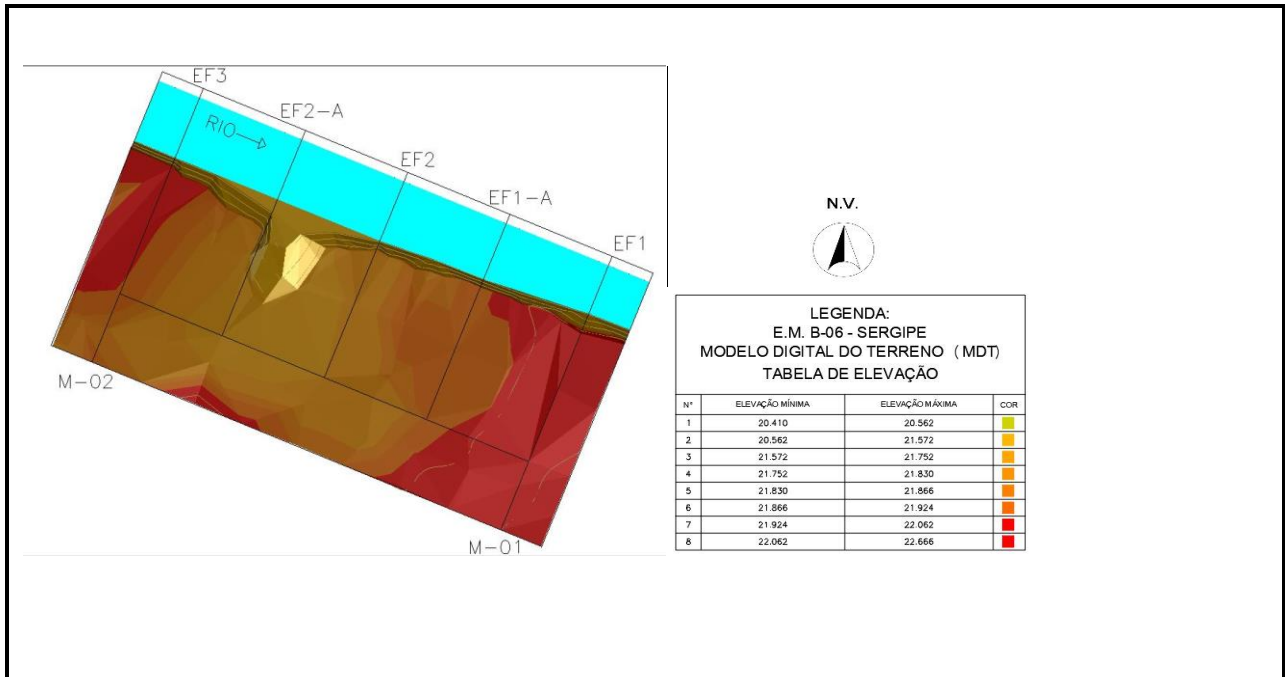 EF3
EF2-A
RIO
EF2
EF1-A
EF1
M-02
M-01
N.V.
LEGENDA:
E.M. B-06 - SERGIPE
MODELO DIGITAL DO TERRENO (MDT)
TABELA DE ELEVAÇÃO
N° ELEVAÇÃO MÍNIMA ELEVAÇÃO MÁXIMA COR
1 20.410 20.562
2 20.562 21.572
3 21.572 21.752
4 21.752 21.830
5 21.830 21.866
6 21.866 21.924
7 21.924 22.062
8 22.062 22.666